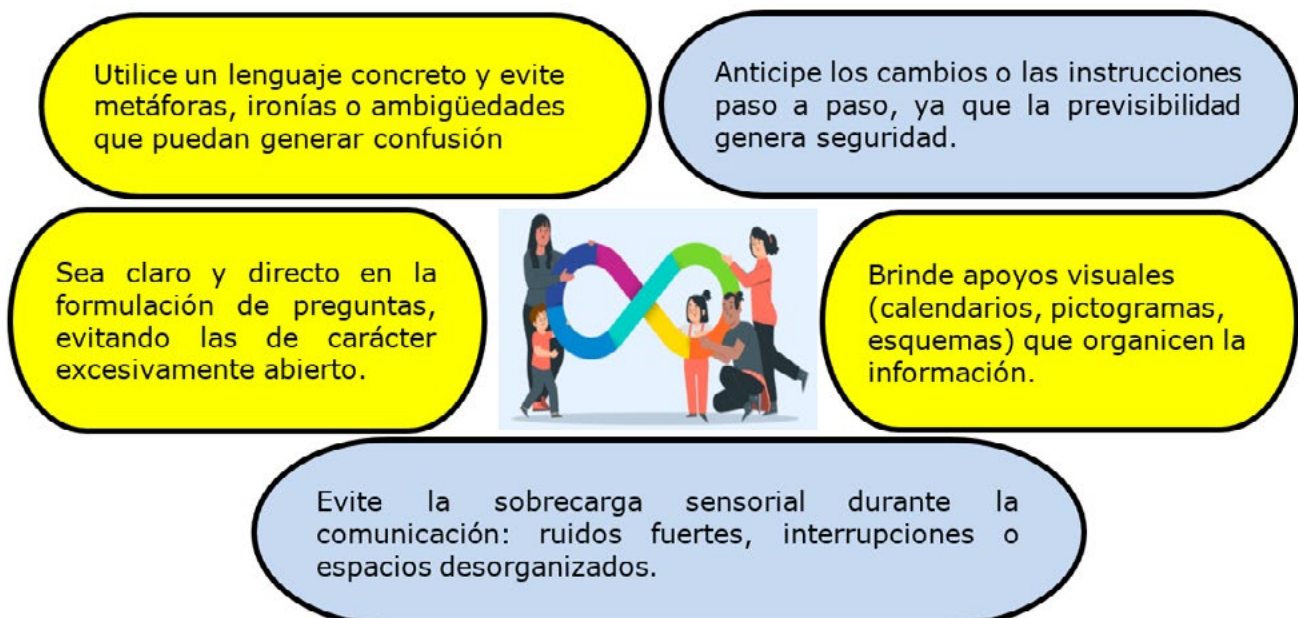 Utilice un lenguaje concreto y evite
metáforas, ironías o ambigüedades
que puedan generar confusión
Anticipe los cambios o las instrucciones
paso a paso, ya que la previsibilidad
genera seguridad.
Sea claro y directo en la
formulación de preguntas,
evitando las de carácter
excesivamente abierto.
Brinde apoyos visuales
(calendarios, pictogramas,
esquemas) que organicen la
información.
Evite la sobrecarga sensorial durante la
comunicación: ruidos fuertes, interrupciones o
espacios desorganizados.